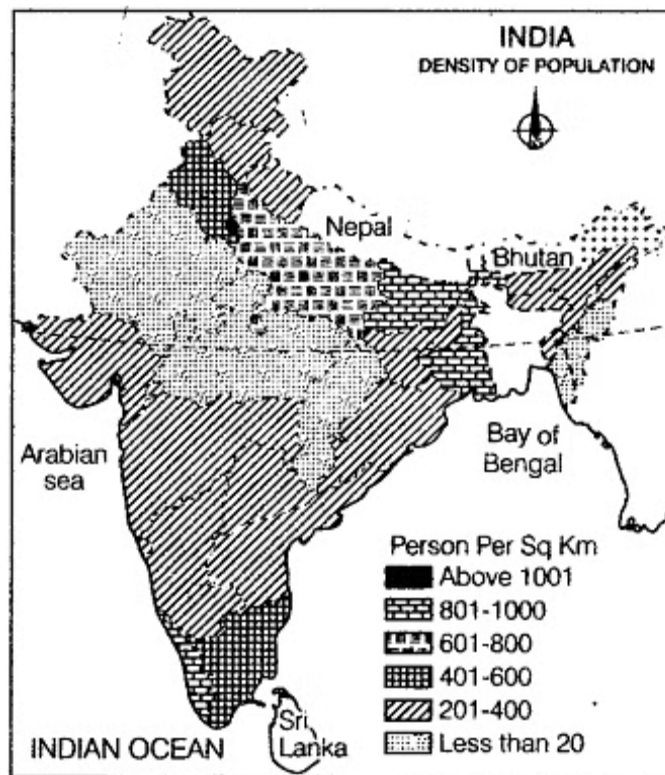 INDIA
DENSITY OF POPULATION
Nepal
Bhutan
Arabian
sea
Bay of
Bengal
Person Per Sq Km
Above 1001
801-1000
601-800
401-600
201-400
Less than 20
Sri
Lanka
INDIAN OCEAN